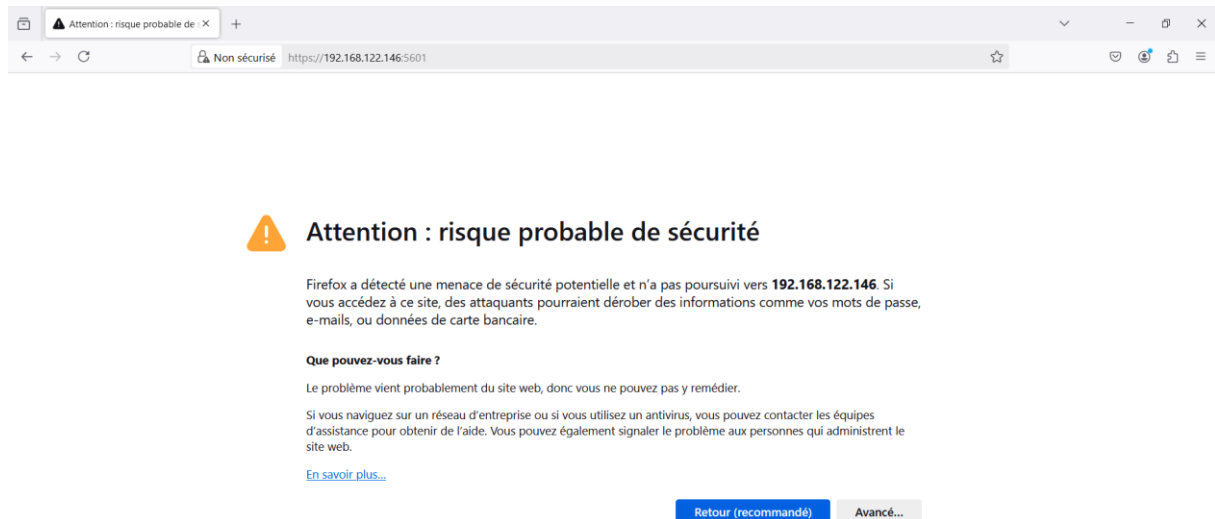 Attention : risque probable de s
Non sécurisé https://192.168.122.146:5601
Attention : risque probable de sécurité
Firefox a détecté une menace de sécurité potentielle et n’a pas poursuivi vers 192.168.122.146. Si
vous accédez à ce site, des attaquants pourraient dérober des informations comme vos mots de passe,
e-mails, ou données de carte bancaire.
Que pouvez-vous faire ?
Le problème vient probablement du site web, donc vous ne pouvez pas y remédier.
Si vous naviguez sur un réseau d’entreprise ou si vous utilisez un antivirus, vous pouvez contacter les équipes
d’assistance pour obtenir de l’aide. Vous pouvez également signaler le problème aux personnes qui administrent le
site web.
En savoir plus...
Retour (recommandé) Avancé...